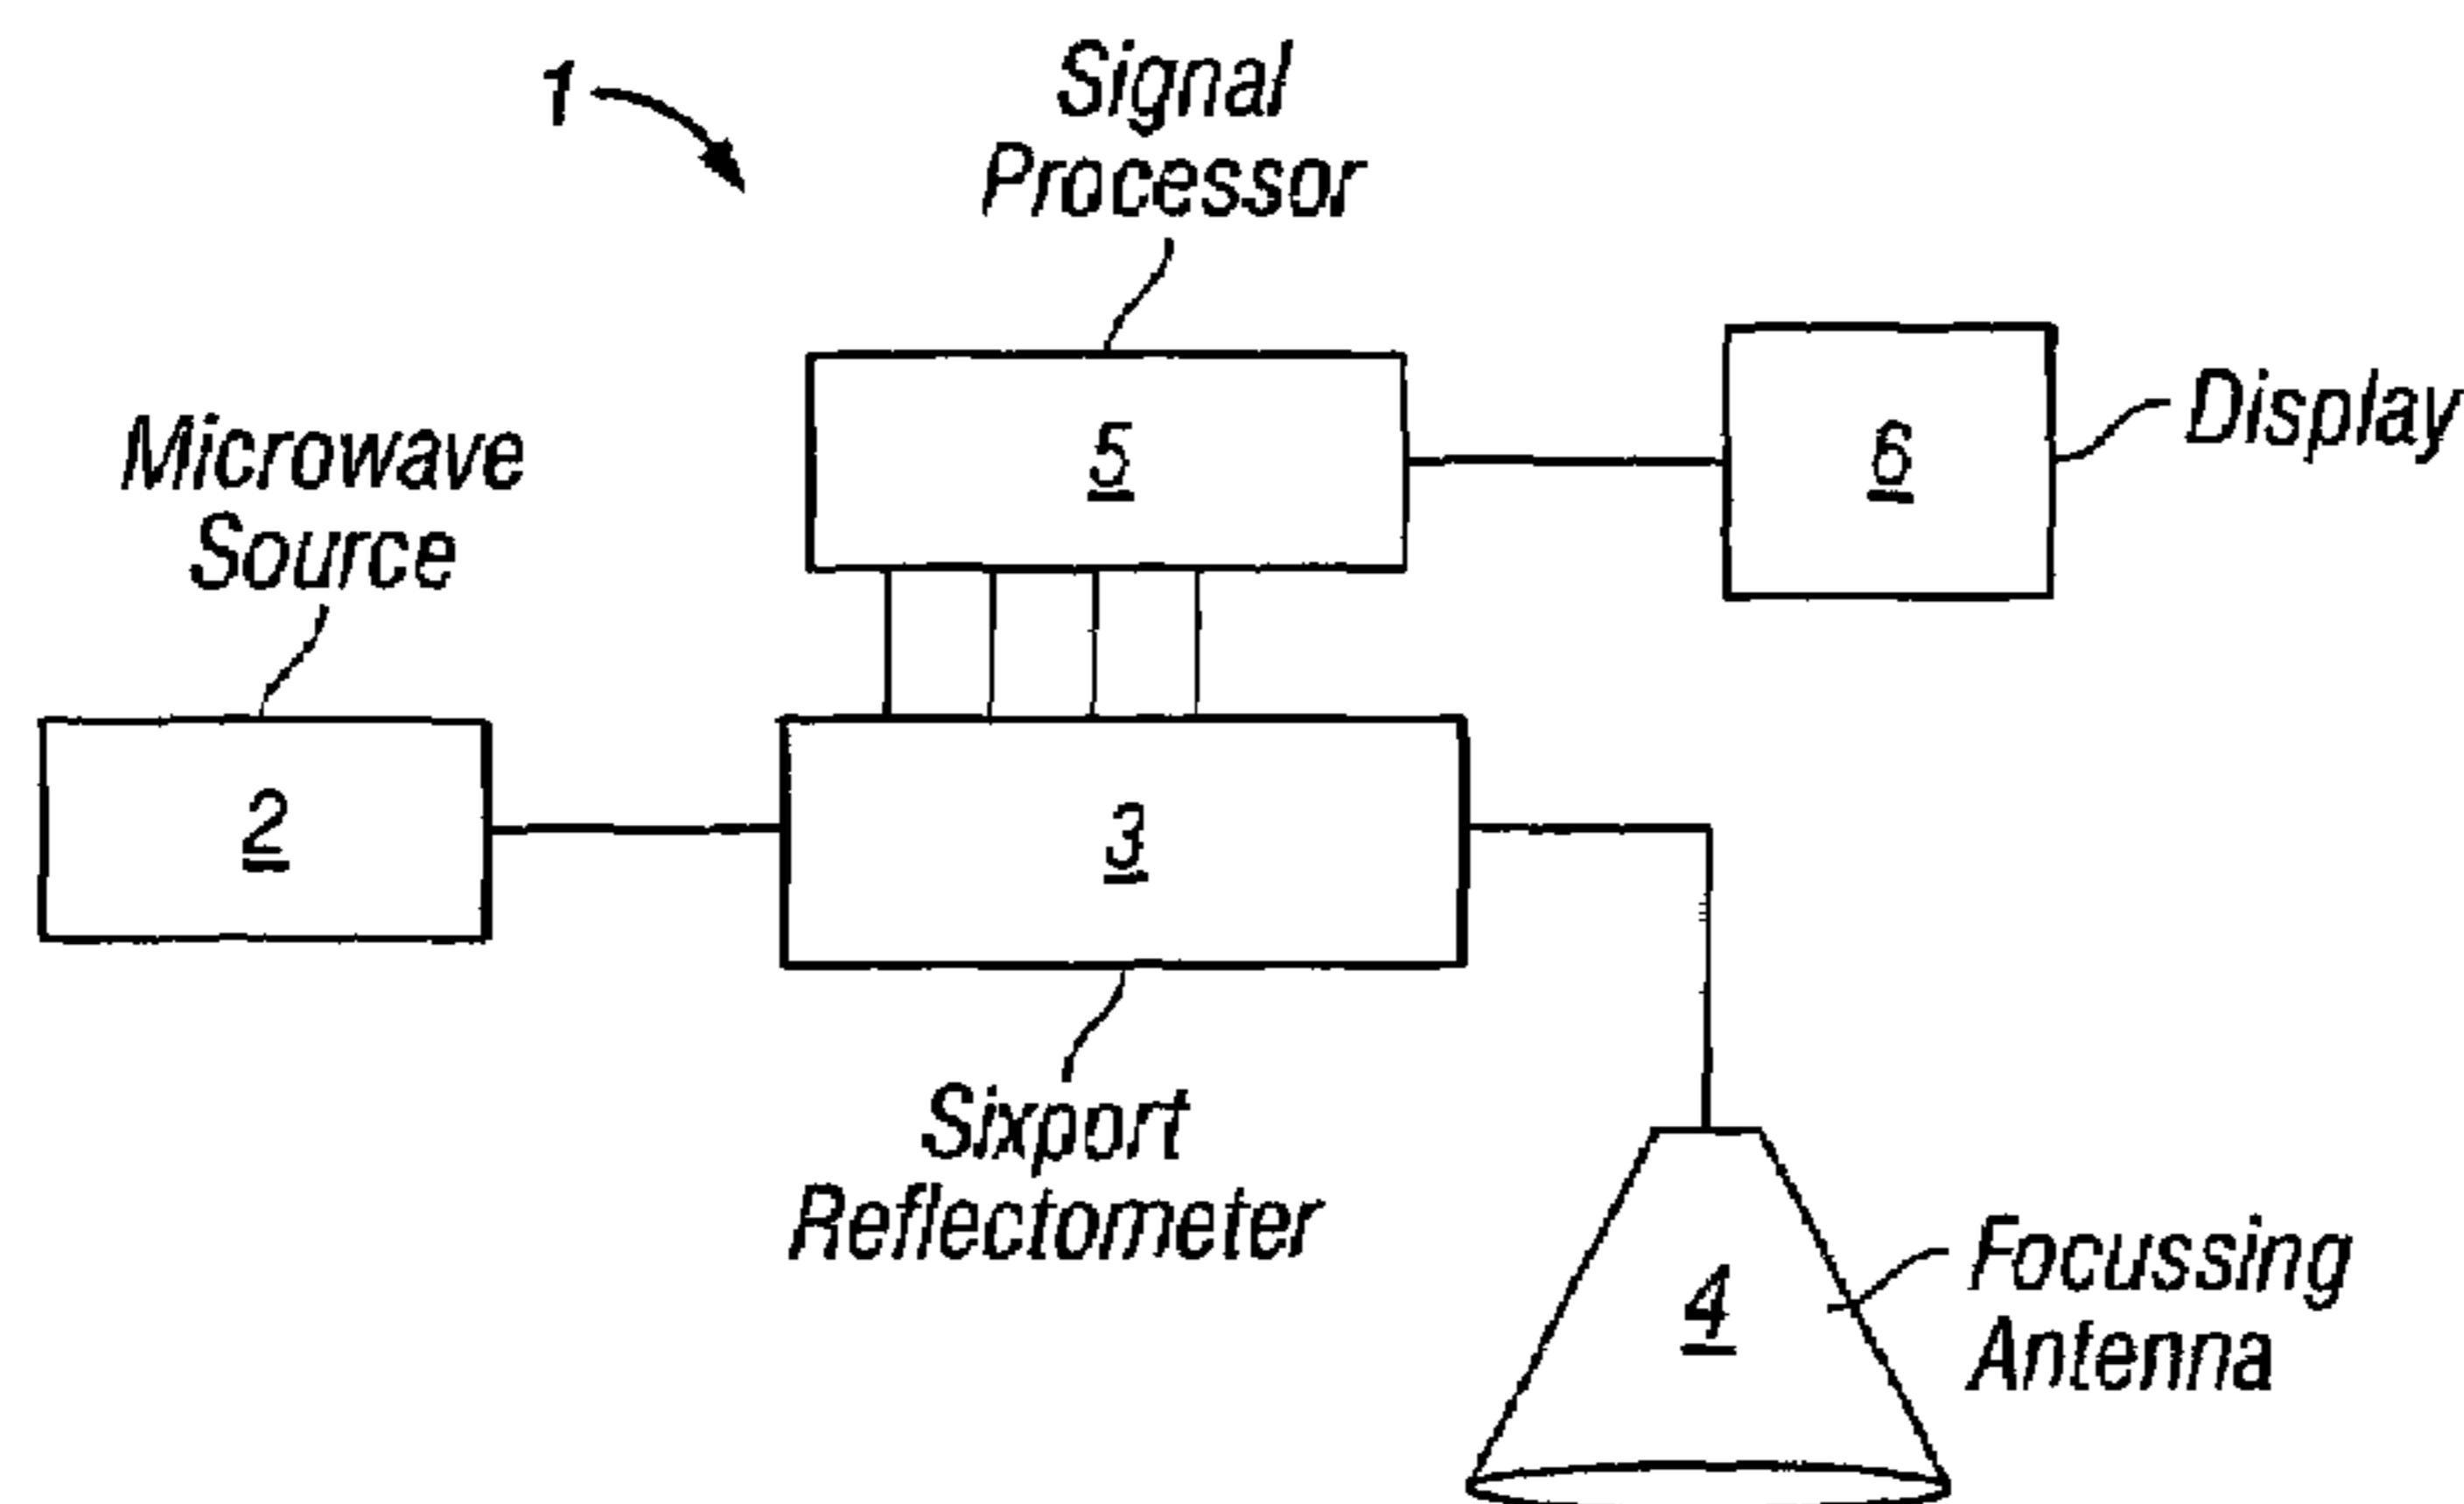 1
Signal
Processor
5
6
Display
Microwave
Source
2
3
Sixport
Reflectometer
4
Focussing
Antenna